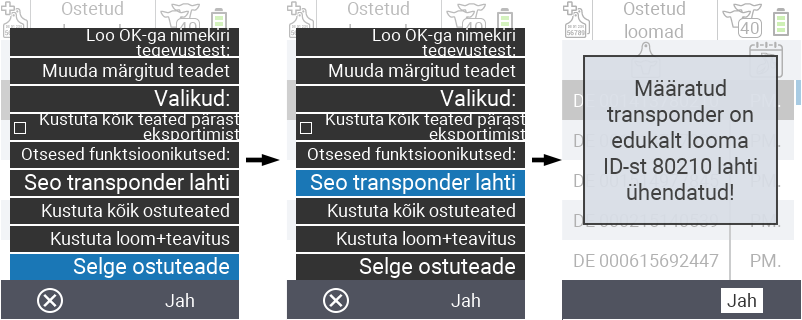 Ostetud
Loo OK-ga nimekiri
tegevustest:
Muuda märgitud teadet
Valikud:
Kustuta kõik teated pärast
eksportimist
Otsesed funktsioonikutsed:
Seo transponder lahti
Kustuta kõik ostuteated
Kustuta loom+teavitus
Selge ostuteade
Jah
Ostetud
Loo OK-ga nimekiri
tegevustest:
Muuda märgitud teadet
Valikud:
Kustuta kõik teated pärast
eksportimist
Otsesed funktsioonikutsed:
Seo transponder lahti
Kustuta kõik ostuteated
Kustuta loom+teavitus
Selge ostuteade
Jah
Ostetud
loomad
40
Määratud
transponder on
edukalt looma
ID-st 80210 lahti
ühendatud!
PM.
PM.
PM.
PM.
DE 000615692447 PM.
Jah